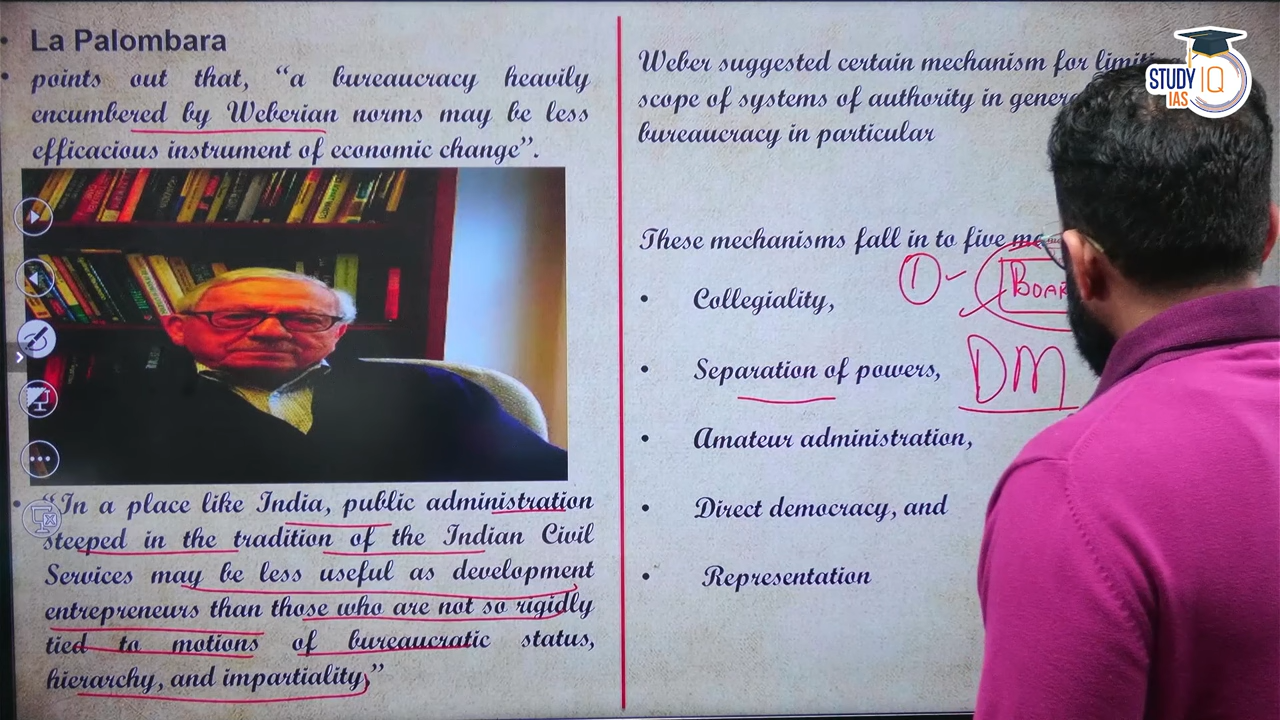 La Palombara
points out that, “a bureaucracy heavily
encumbered by Weberian norms may be less
efficacious instrument of economic change”.
“In a place like India, public administration
steeped in the tradition of the Indian Civil
Services may be less useful as development
entrepreneurs than those who are not so rigidly
tied to motions of bureaucratic status,
hierarchy, and impartiality,”
Weber suggested certain mechanism for
scope of systems of authority in
bureaucracy in particular
These mechanisms fall in to five
① BOAR
Collegiality,
Separation of powers,
DM
Amateur administration,
Direct democracy, and
Representation
STUDY IQ
IAS